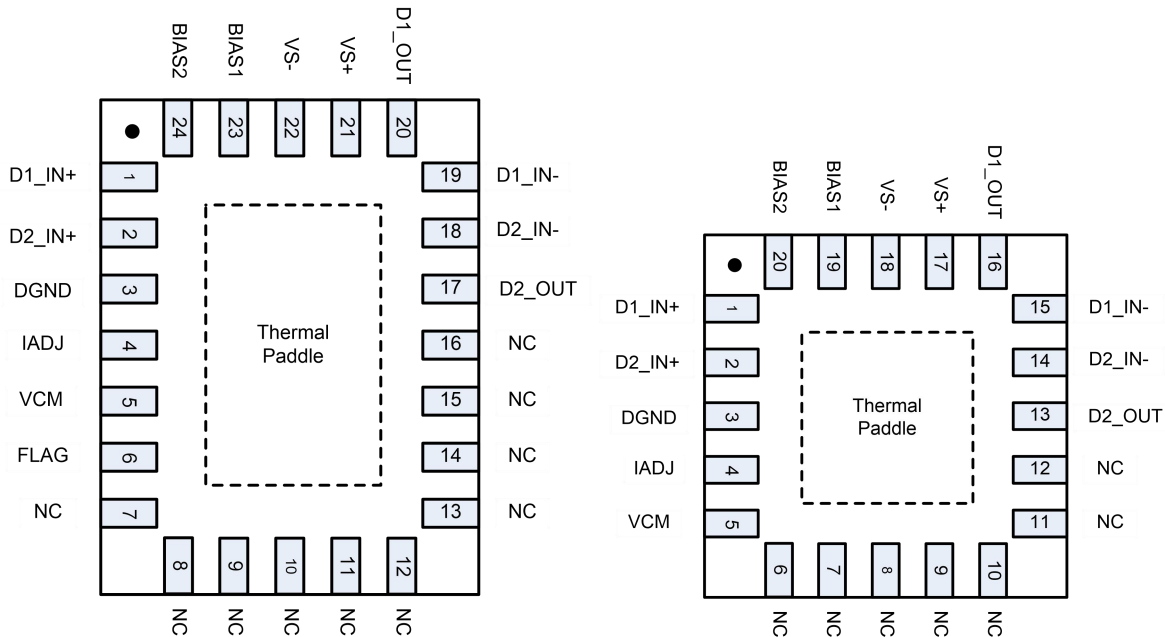 BIAS2
BIAS1
VS-
VS+
D1_OUT
24
23
22
21
20
D1_IN+
1
19
D1_IN-
D2_IN+
2
18
D2_IN-
DGND
3
17
D2_OUT
IADJ
4
16
NC
VCM
5
15
NC
FLAG
6
14
NC
NC
7
13
NC
Thermal
Paddle
8
9
10
11
12
NC
NC
NC
NC
NC
BIAS2
BIAS1
VS-
VS+
D1_OUT
20
19
18
17
16
D1_IN+
1
15
D1_IN-
D2_IN+
2
14
D2_IN-
DGND
3
13
D2_OUT
IADJ
4
12
NC
VCM
5
11
NC
Thermal
Paddle
6
7
8
9
10
NC
NC
NC
NC
NC